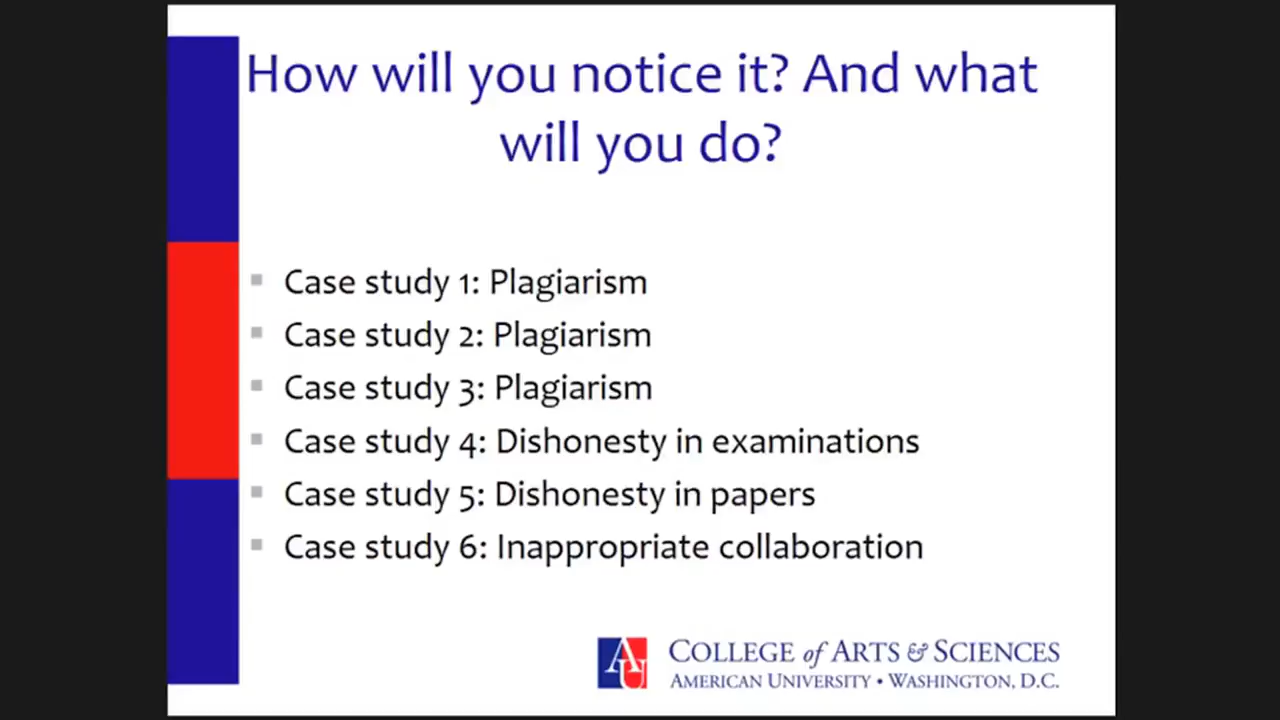 How will you notice it? And what
will you do?
Case study 1: Plagiarism
Case study 2: Plagiarism
Case study 3: Plagiarism
Case study 4: Dishonesty in examinations
Case study 5: Dishonesty in papers
Case study 6: Inappropriate collaboration
AU
COLLEGE of ARTS & SCIENCES
AMERICAN UNIVERSITY • WASHINGTON, D.C.